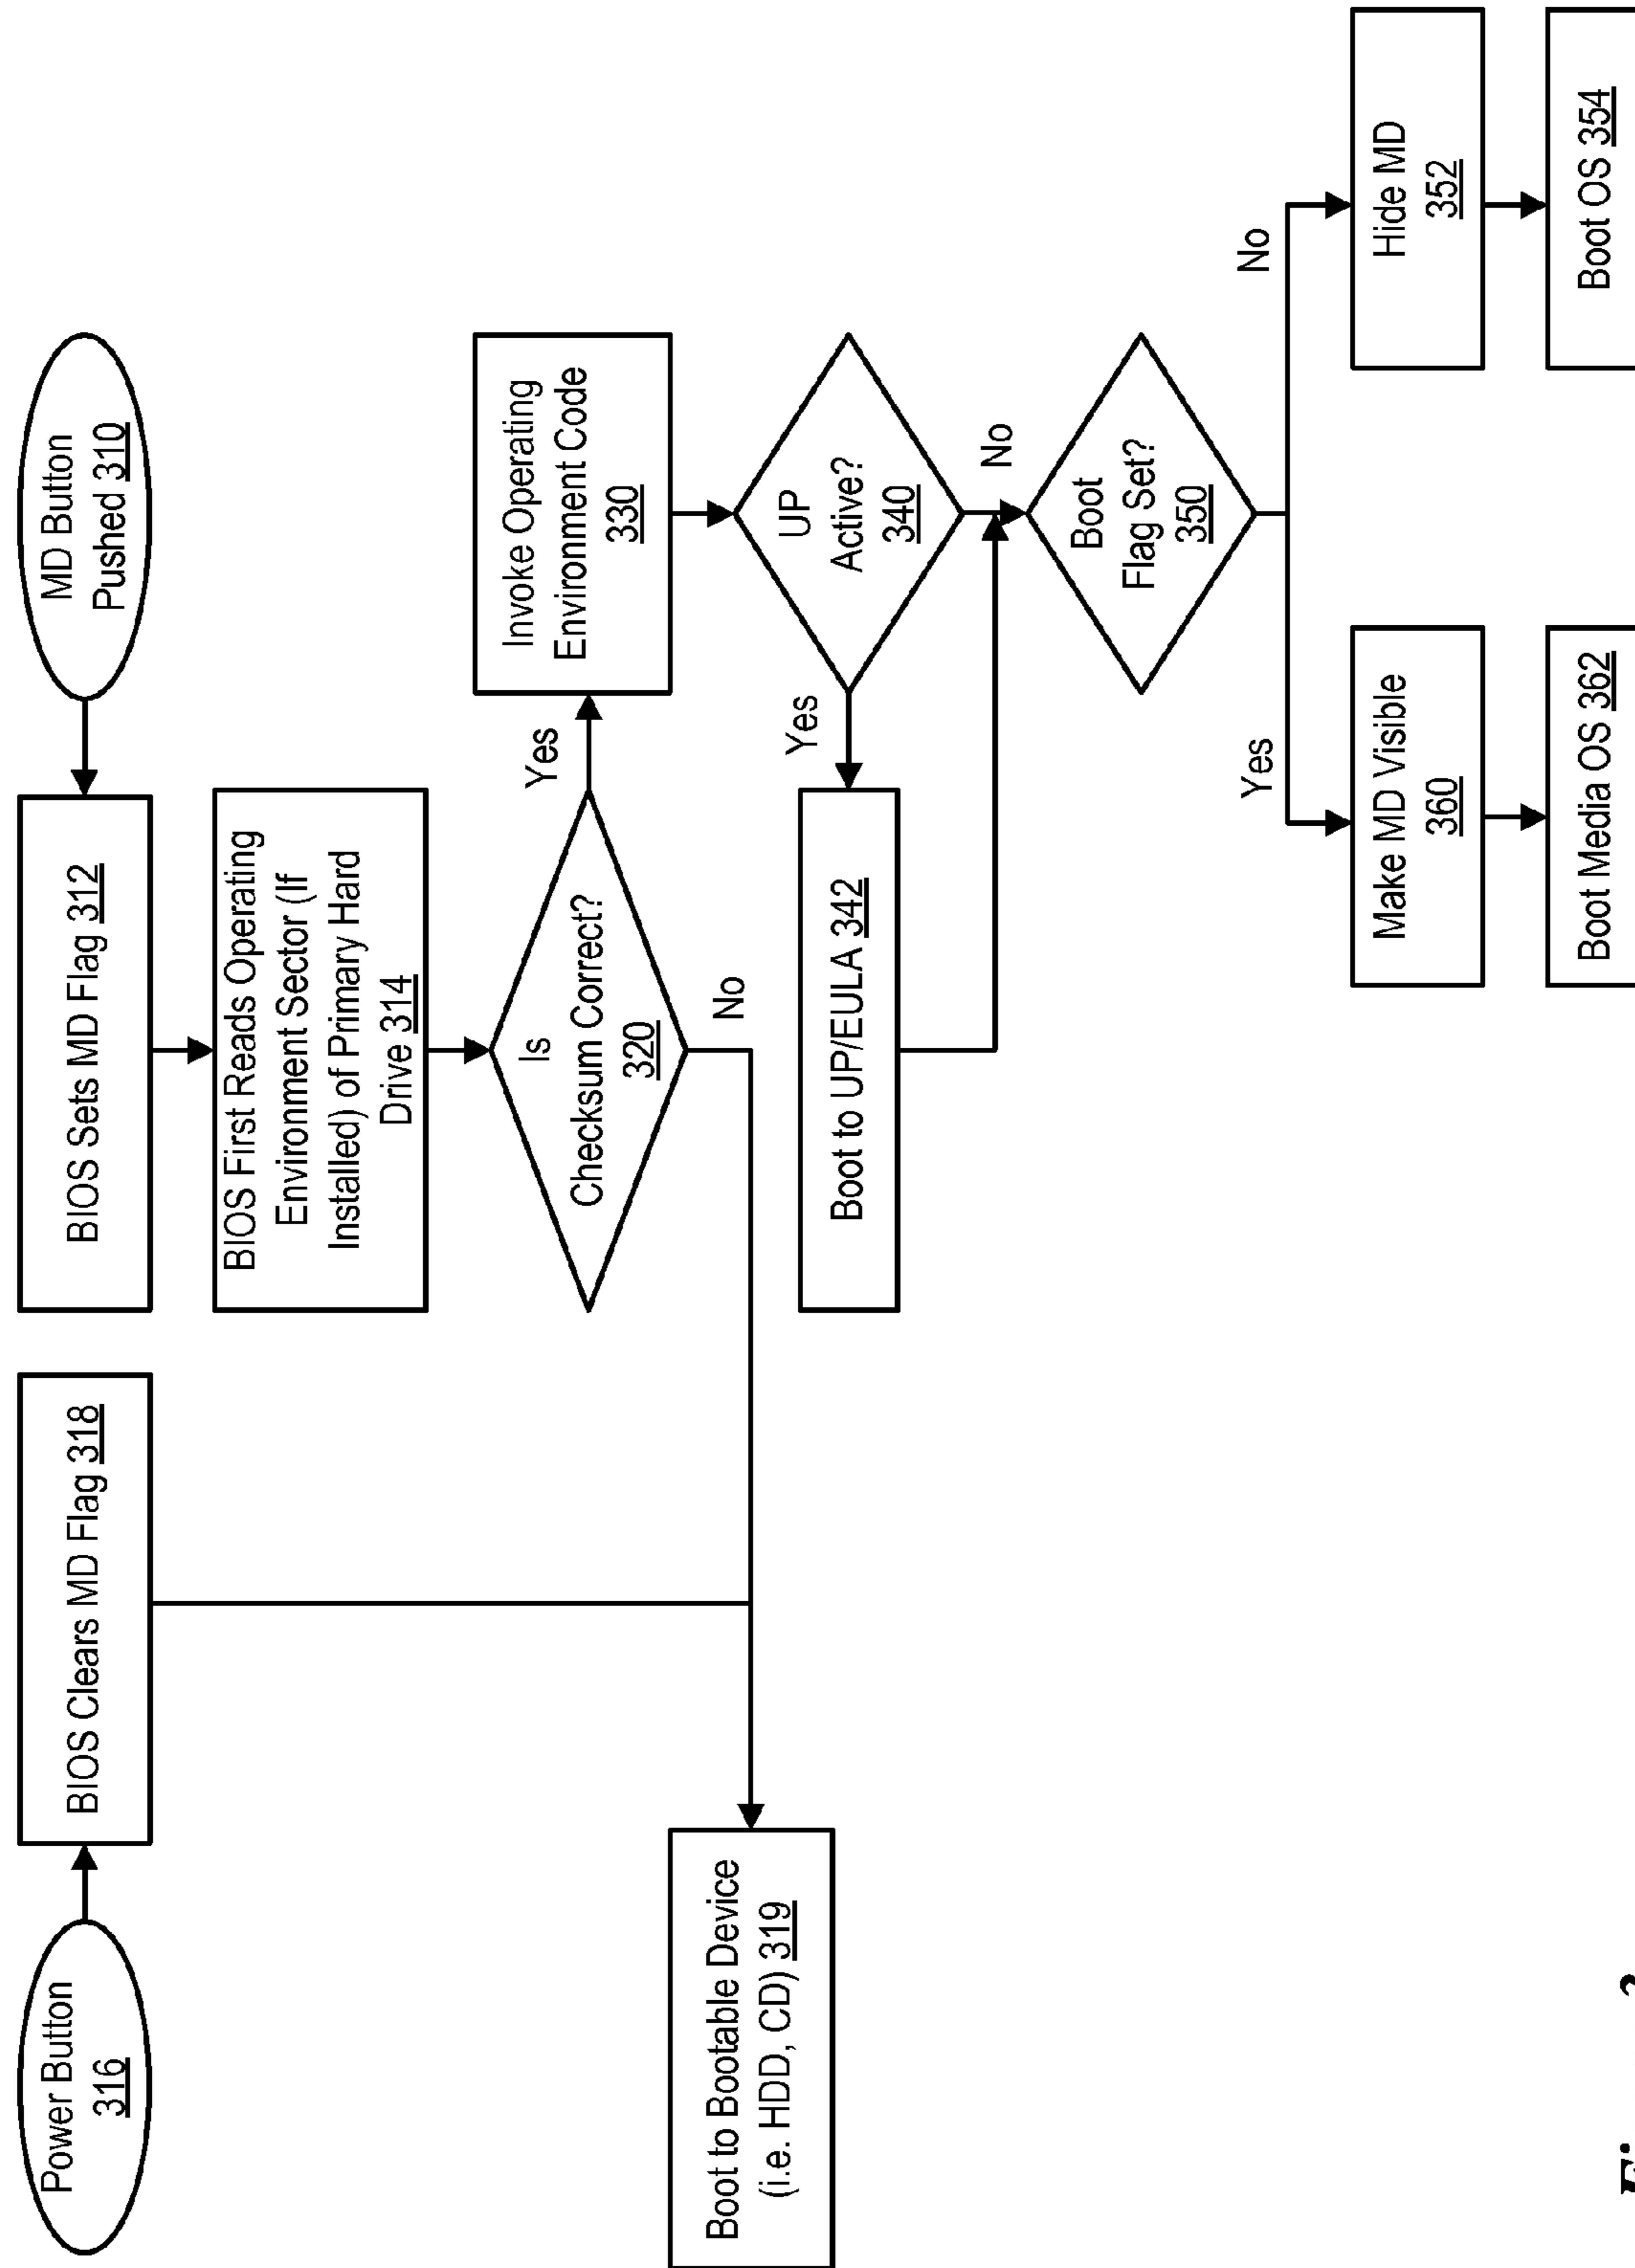 Power Button
316
BIOS Clears MD Flag 318
BIOS Sets MD Flag 312
MD Button
Pushed 310
BIOS First Reads Operating
Environment Sector (If
Installed) of Primary Hard
Drive 314
Is
Checksum Correct?
320
Yes
No
Invoke Operating
Environment Code
330
Boot to Bootable Device
(i.e. HDD, CD) 319
UP
Active?
340
Yes
No
Boot to UP/EULA 342
Boot
Flag Set?
350
Yes
No
Make MD Visible
360
Hide MD
352
Boot Media OS 362
Boot OS 354